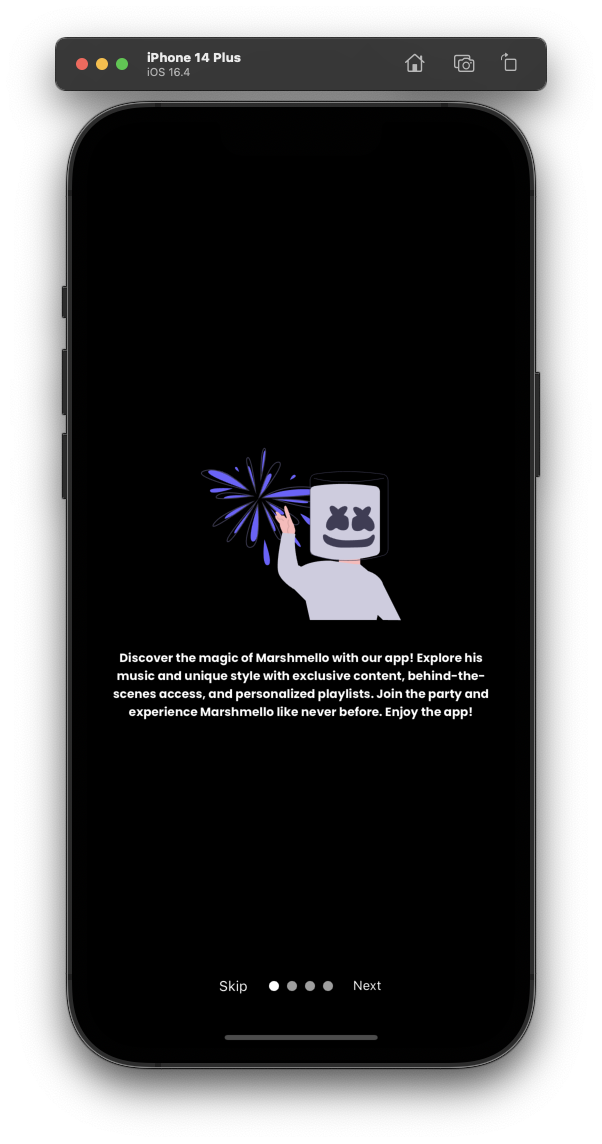 iPhone 14 Plus
iOS 16.4
Discover the magic of Marshmello with our app! Explore his
music and unique style with exclusive content, behind-the-
scenes access, and personalized playlists. Join the party and
experience Marshmello like never before. Enjoy the app!
Skip Next